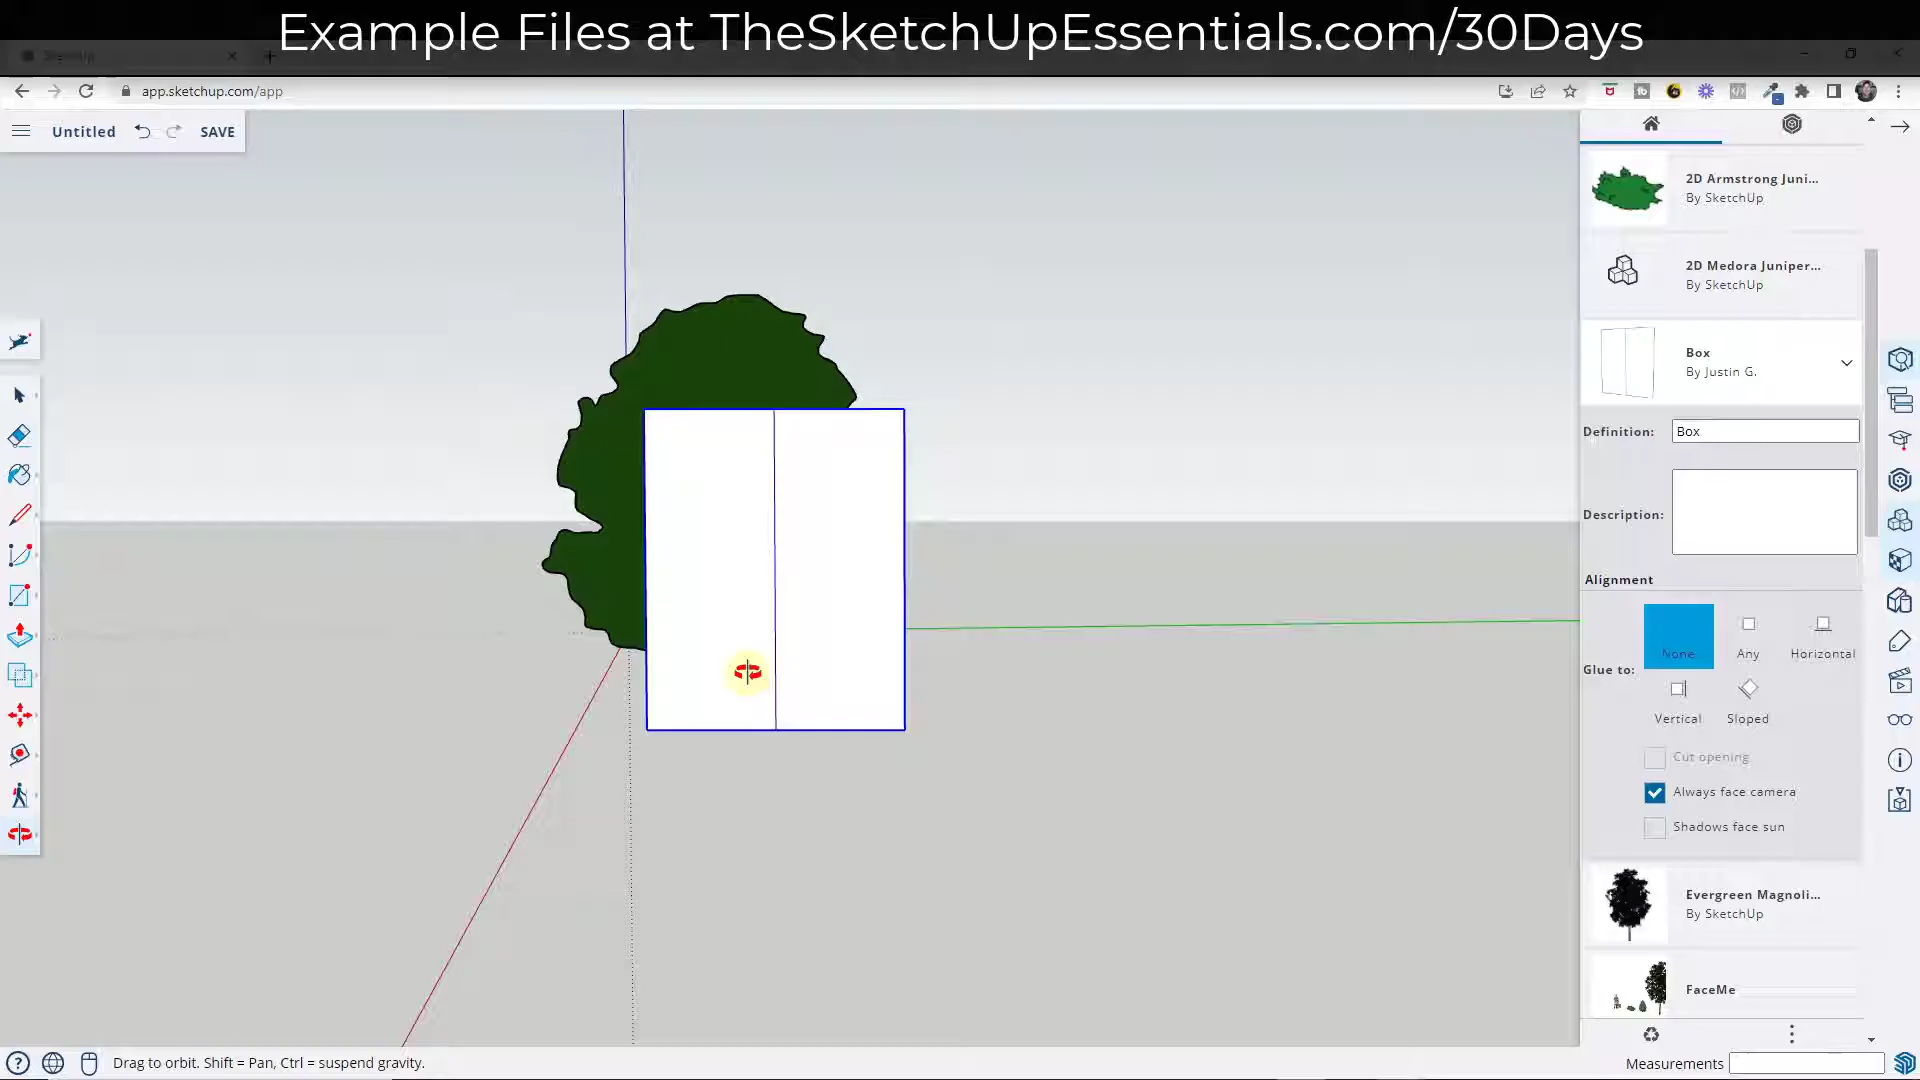 Example Files at TheSketchUpEssentials.com/30Days
SketchUp
app.sketchup.com/app
Untitled
SAVE
2D Armstrong Juni...
By SketchUp
2D Medora Juniper...
By SketchUp
Box
By Justin G.
Definition:
Box
Description:
Alignment
Glue to:
None
Any
Horizontal
Vertical
Sloped
Cut opening
Always face camera
Shadows face sun
Evergreen Magnoli...
By SketchUp
FaceMe
Drag to orbit. Shift = Pan, Ctrl = suspend gravity.
Measurements